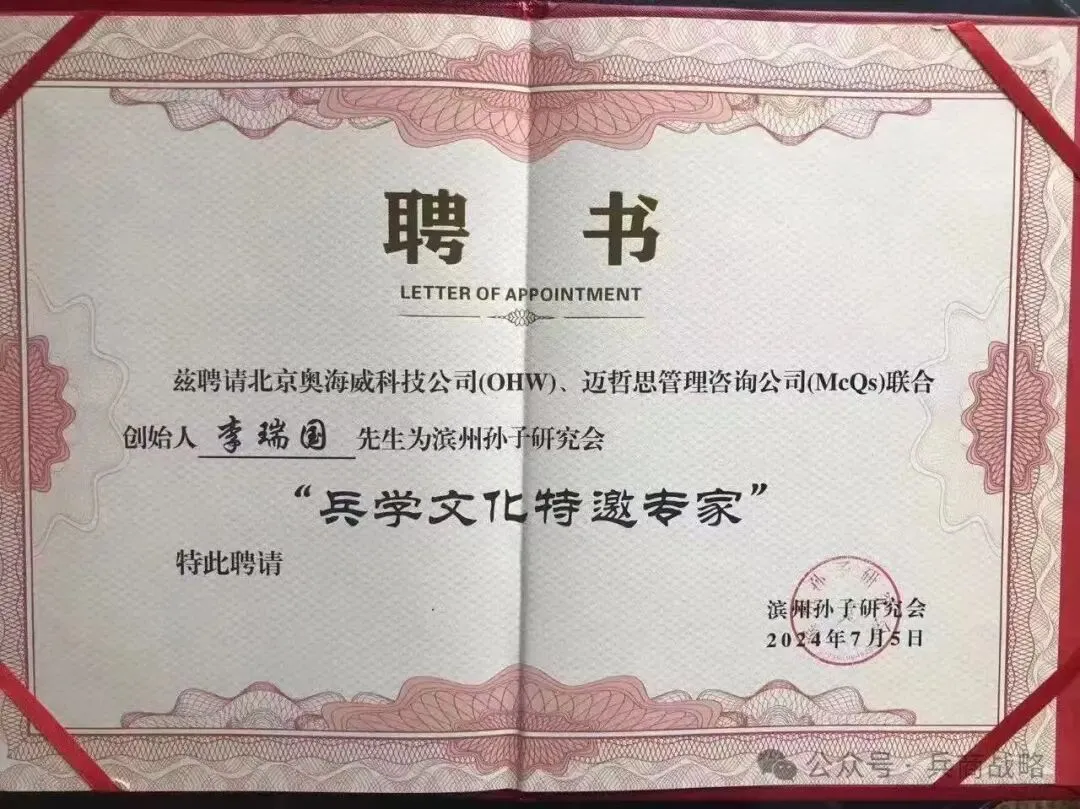 聘 书
LETTER OF APPOINTMENT
兹聘请北京奥海威科技公司(OHW)、迈哲思管理咨询公司(McQs)联合
创始人 李瑞国 先生为滨州孙子研究会
“兵学文化特邀专家”
特此聘请
滨州孙子研究会
2024年7月5日
公众号·兵商战略